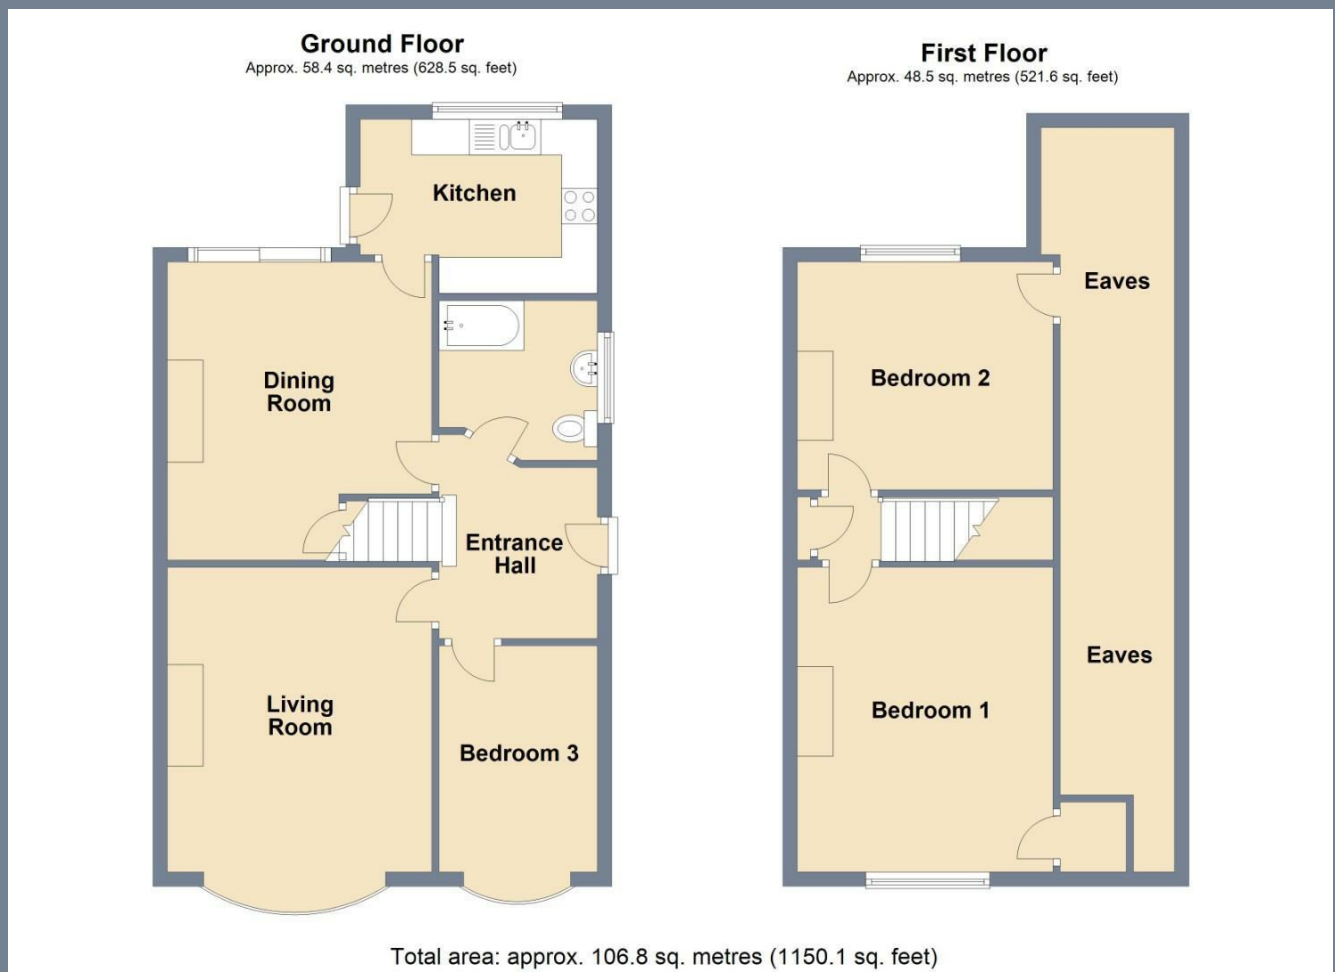 Ground Floor
Approx. 58.4 sq. metres (628.5 sq. feet)
First Floor
Approx. 48.5 sq. metres (521.6 sq. feet)
Kitchen
Dining
Room
Entrance
Hall
Living
Room
Bedroom 3
Eaves
Bedroom 2
Eaves
Bedroom 1
Total area: approx. 106.8 sq. metres (1150.1 sq. feet)